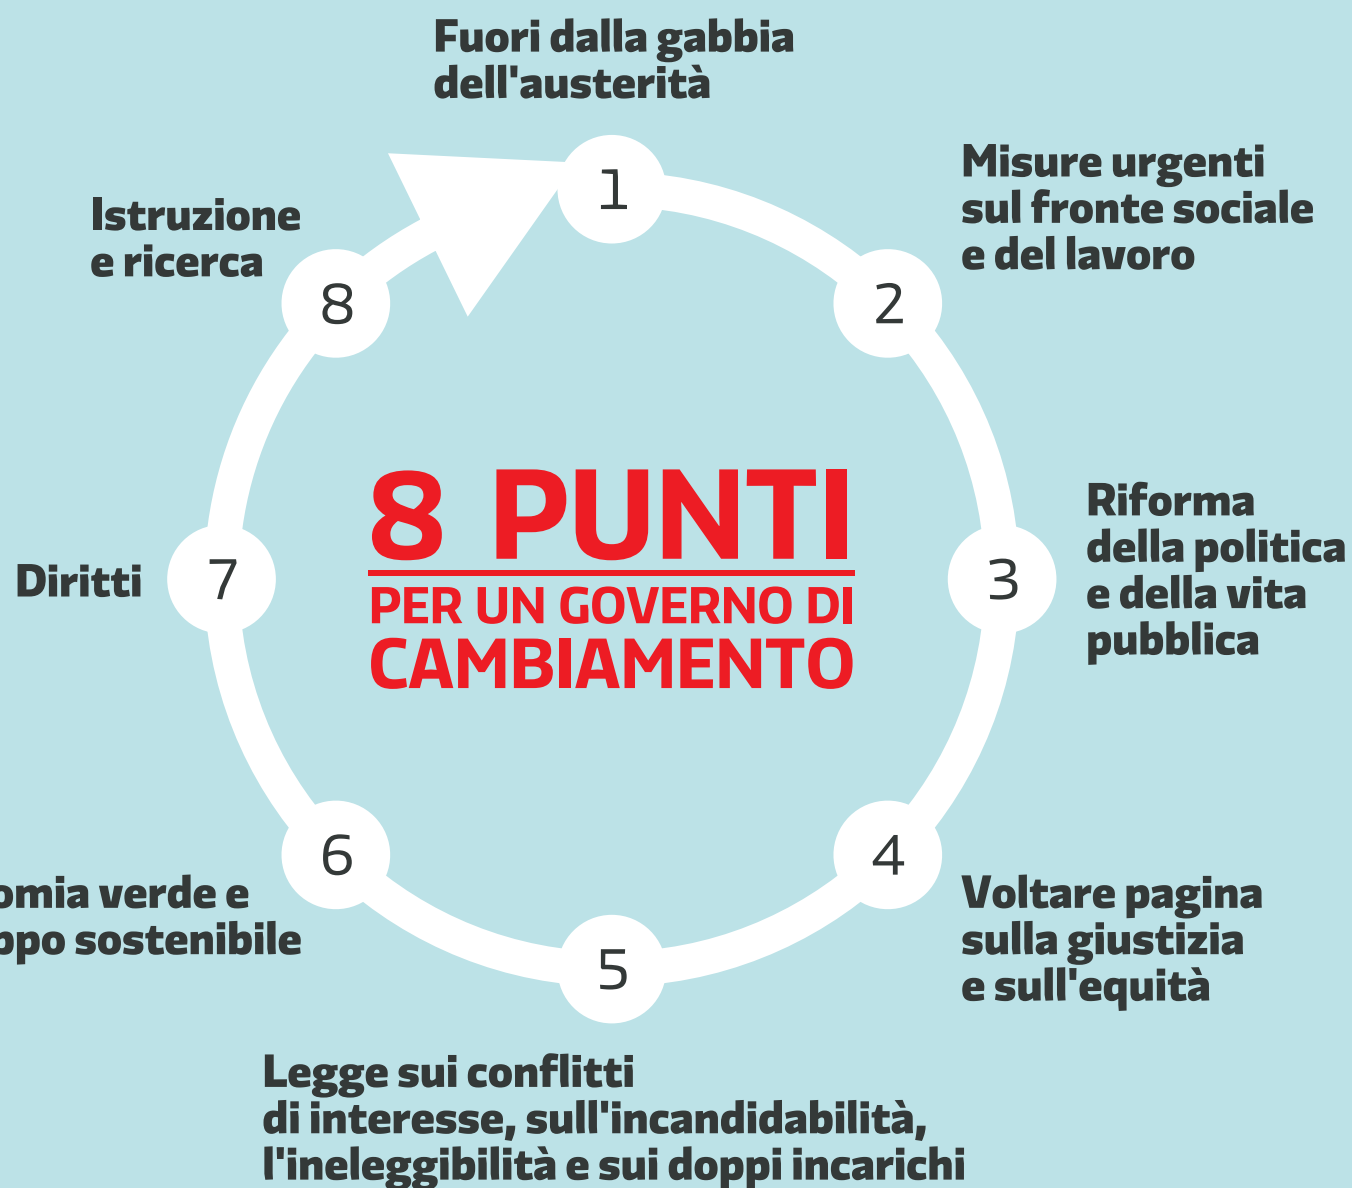 Fuori dalla gabbia
dell'austerità
1
Misure urgenti
sul fronte sociale
e del lavoro
2
Riforma
della politica
e della vita
pubblica
3
Voltare pagina
sulla giustizia
e sull'equità
4
Legge sui conflitti
di interesse, sull'incandidabilità,
l'ineleggibilità e sui doppi incarichi
5
omia verde e
ppo sostenibile
6
Diritti
7
Istruzione
e ricerca
8
8 PUNTI
PER UN GOVERNO DI
CAMBIAMENTO